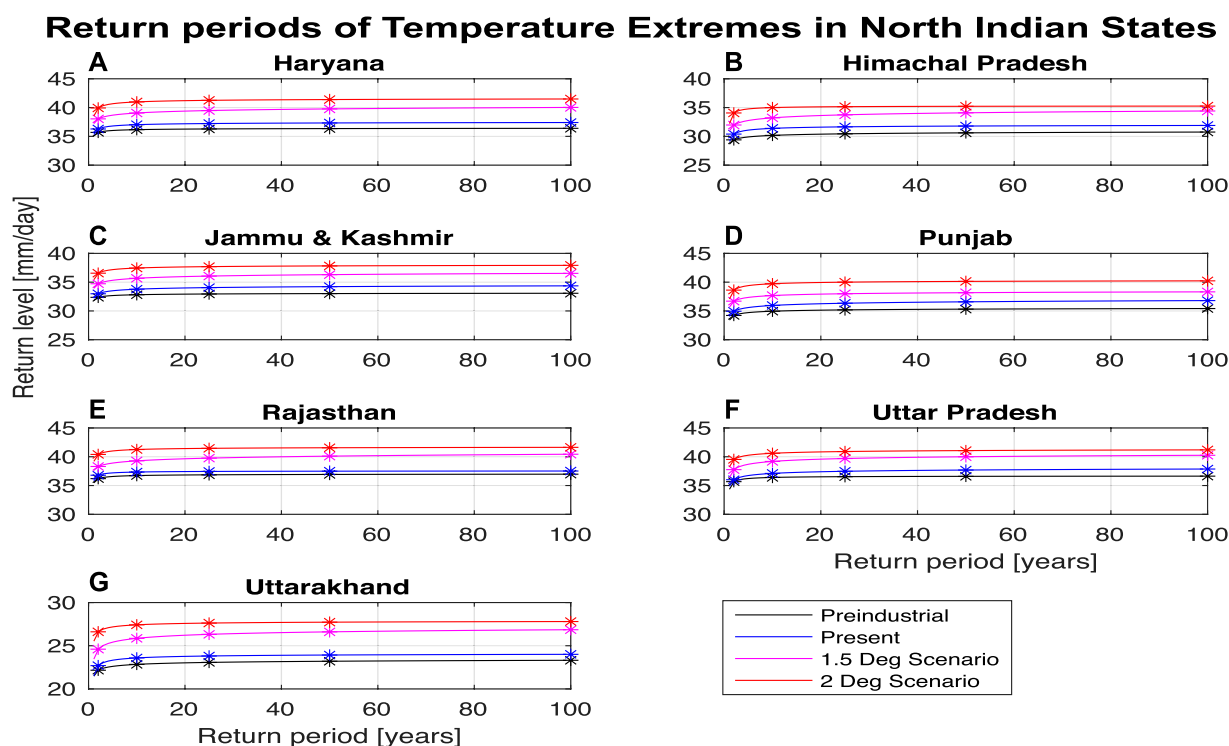 Return periods of Temperature Extremes in North Indian States
A
Haryana
45
40
35
30
0 20 40 60 80 100
B
Himachal Pradesh
40
35
30
25
0 20 40 60 80 100
Return level [mm/day]
C
Jammu & Kashmir
40
35
30
25
0 20 40 60 80 100
D
Punjab
45
40
35
30
0 20 40 60 80 100
E
Rajasthan
45
40
35
30
0 20 40 60 80 100
F
Uttar Pradesh
45
40
35
30
0 20 40 60 80 100
Return period [years]
G
Uttarakhand
30
25
20
0 20 40 60 80 100
Return period [years]
Preindustrial
Present
1.5 Deg Scenario
2 Deg Scenario